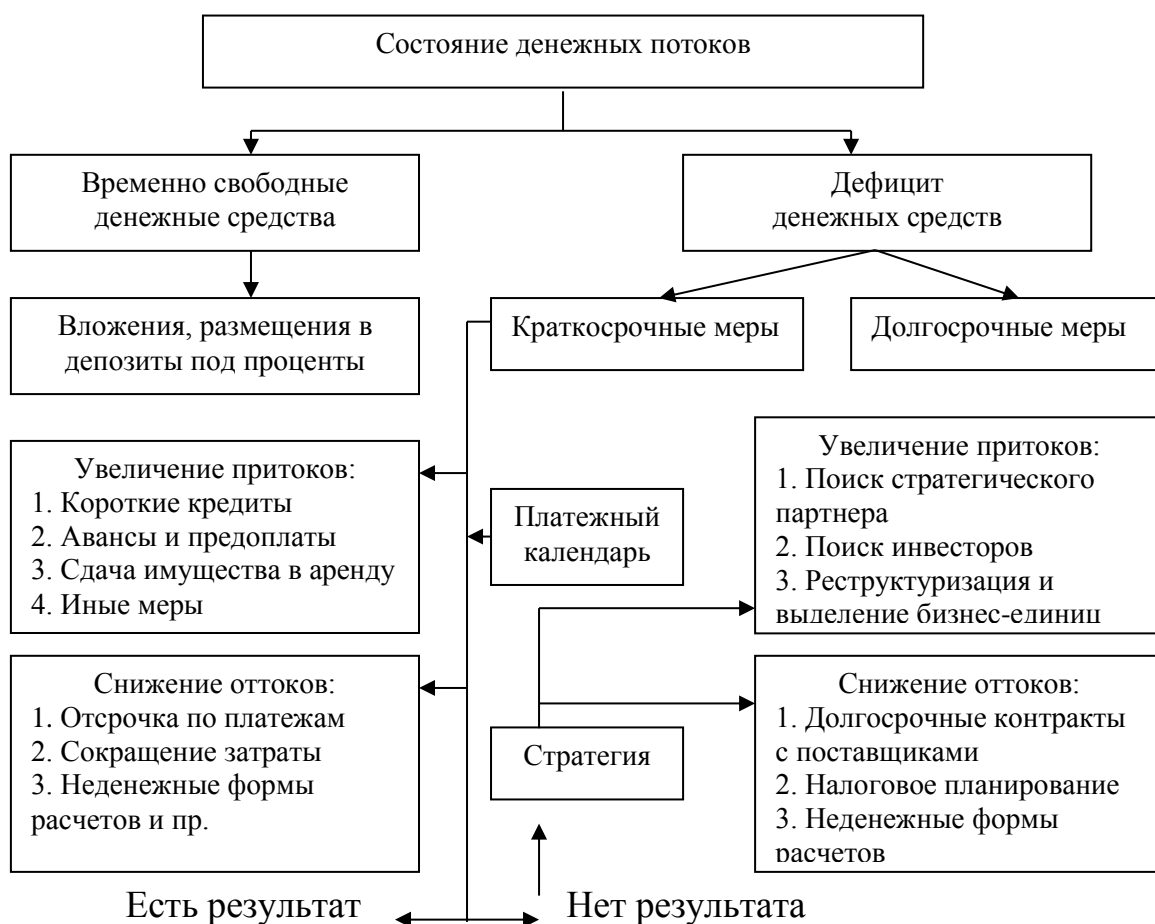 Состояние денежных потоков
Временно свободные
денежные средства
Дефицит
денежных средств
Вложения, размещения в
депозиты под проценты
Краткосрочные меры
Долгосрочные меры
Увеличение притоков:
1. Короткие кредиты
2. Авансы и предоплаты
3. Сдача имущества в аренду
4. Иные меры
Платежный
календарь
Увеличение притоков:
1. Поиск стратегического
партнера
2. Поиск инвесторов
3. Реструктуризация и
выделение бизнес-единиц
Снижение оттоков:
1. Отсрочка по платежам
2. Сокращение затраты
3. Неденежные формы
расчетов и пр.
Стратегия
Снижение оттоков:
1. Долгосрочные контракты
с поставщиками
2. Налоговое планирование
3. Неденежные формы
расчетов
Есть результат
Нет результата